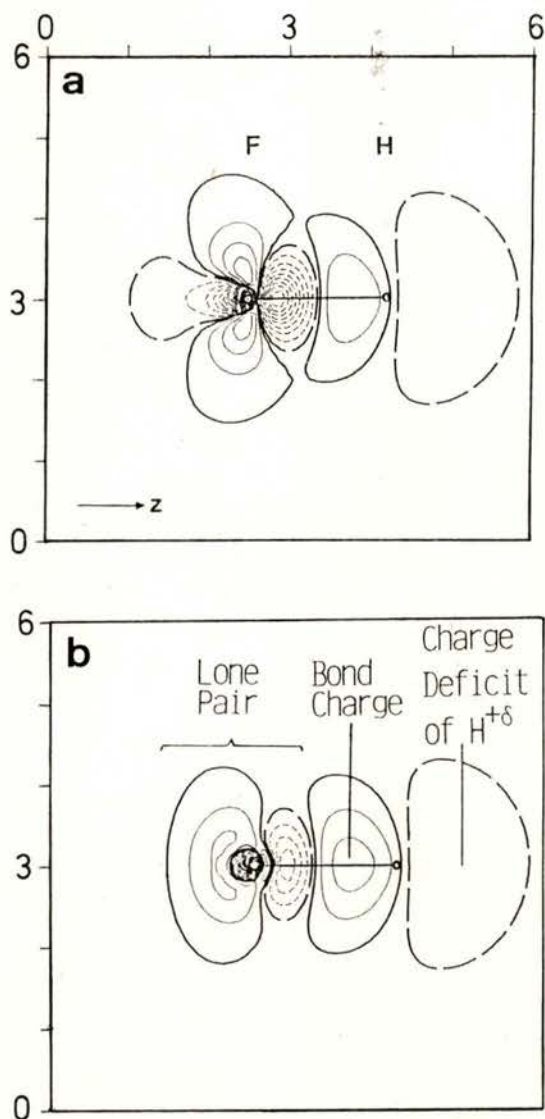 0 3 6
6
a
F H
3
z
0
6
b
Lone
Pair
Bond
Charge
Charge
Deficit
of H+δ
3
0